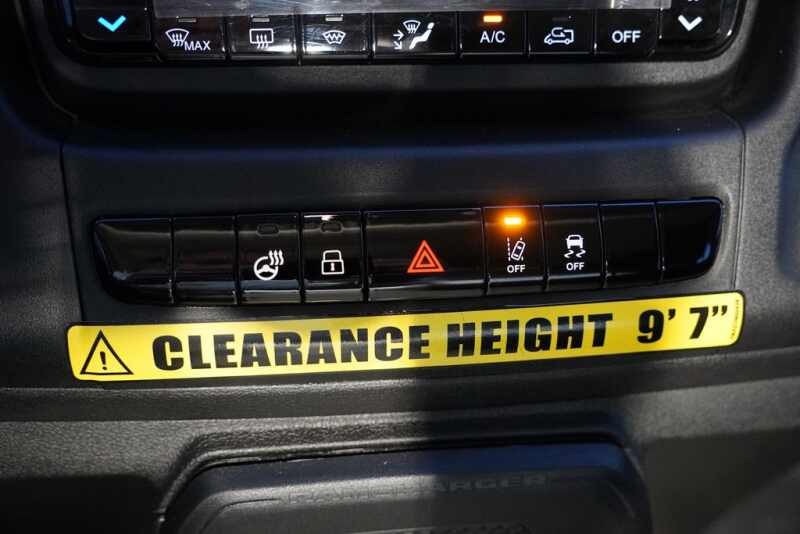 MAX
A/C
OFF
OFF
OFF
CLEARANCE HEIGHT 9' 7"